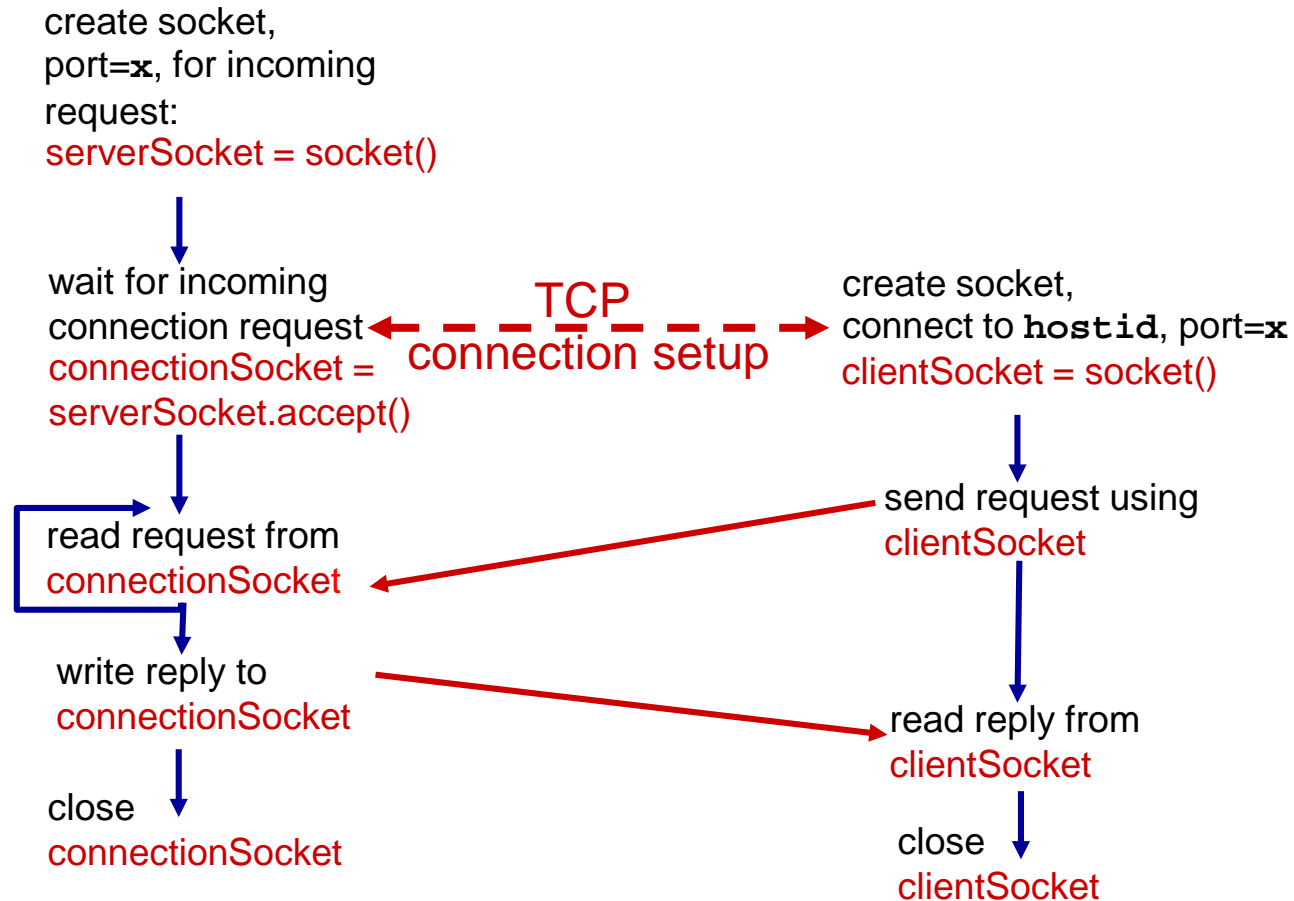 create socket,
port=x, for incoming
request:
serverSocket = socket()
wait for incoming
connection request
connectionSocket =
serverSocket.accept()
TCP
connection setup
create socket,
connect to hostid, port=x
clientSocket = socket()
read request from
connectionSocket
send request using
clientSocket
write reply to
connectionSocket
read reply from
clientSocket
close
connectionSocket
close
clientSocket